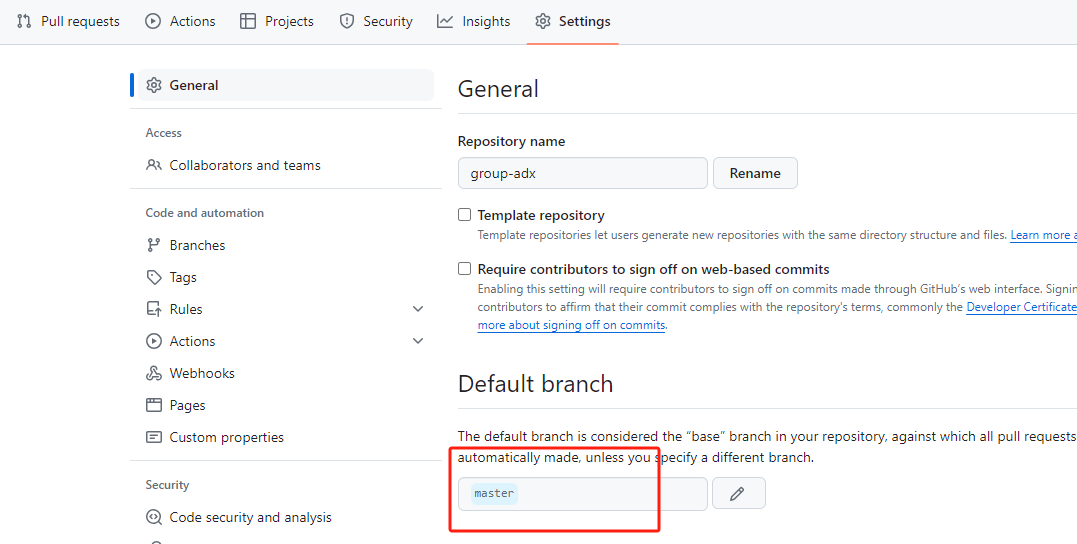 Pull requests Actions Projects Security Insights Settings
General
Access
Collaborators and teams
Code and automation
Branches
Tags
Rules
Actions
Webhooks
Pages
Custom properties
Security
Code security and analysis
General
Repository name
group-adx Rename
Template repository
Template repositories let users generate new repositories with the same directory structure and files. Learn more a
Require contributors to sign off on web-based commits
Enabling this setting will require contributors to sign off on commits made through GitHub's web interface. Signin
contributors to affirm that their commit complies with the repository's terms, commonly the Developer Certificate
more about signing off on commits.
Default branch
The default branch is considered the “base” branch in your repository, against which all pull requests
automatically made, unless you specify a different branch.
master